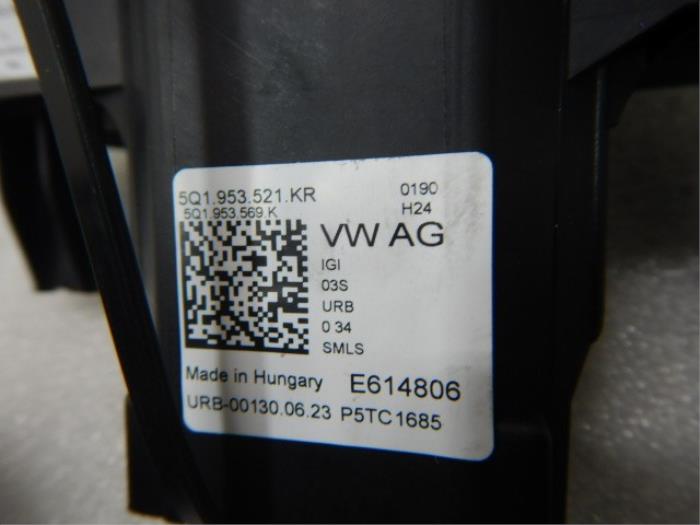 5Q1.953.521.KR 0190
5Q1.953.569.K H24
VW AG
IGI
03S
URB
0 34
SMLS
Made in Hungary E614806
URB-00130.06.23 P5TC1685